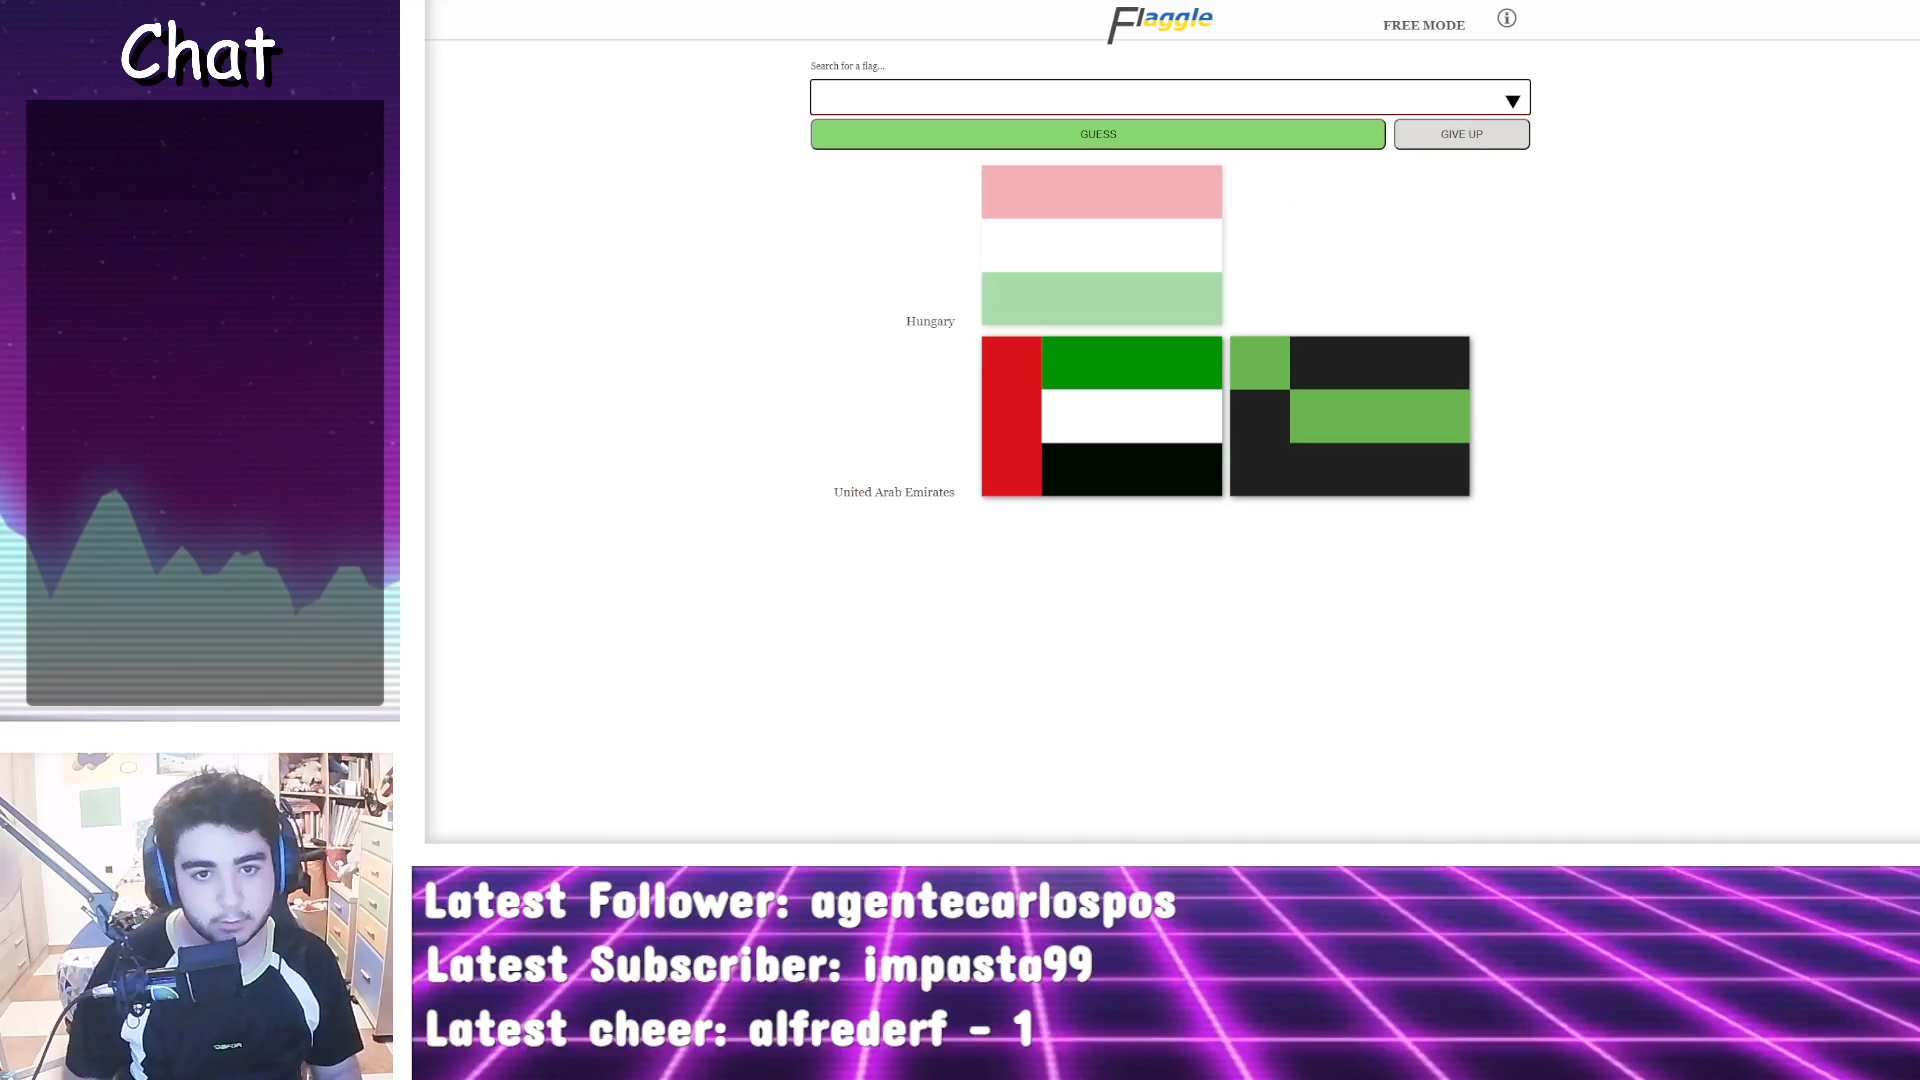 Chat
Flaggle
FREE MODE
Search for a flag...
GUESS
GIVE UP
Hungary
United Arab Emirates
Latest Follower: agentecarlospos
Latest Subscriber: impasta99
Latest cheer: alfrederf - 1